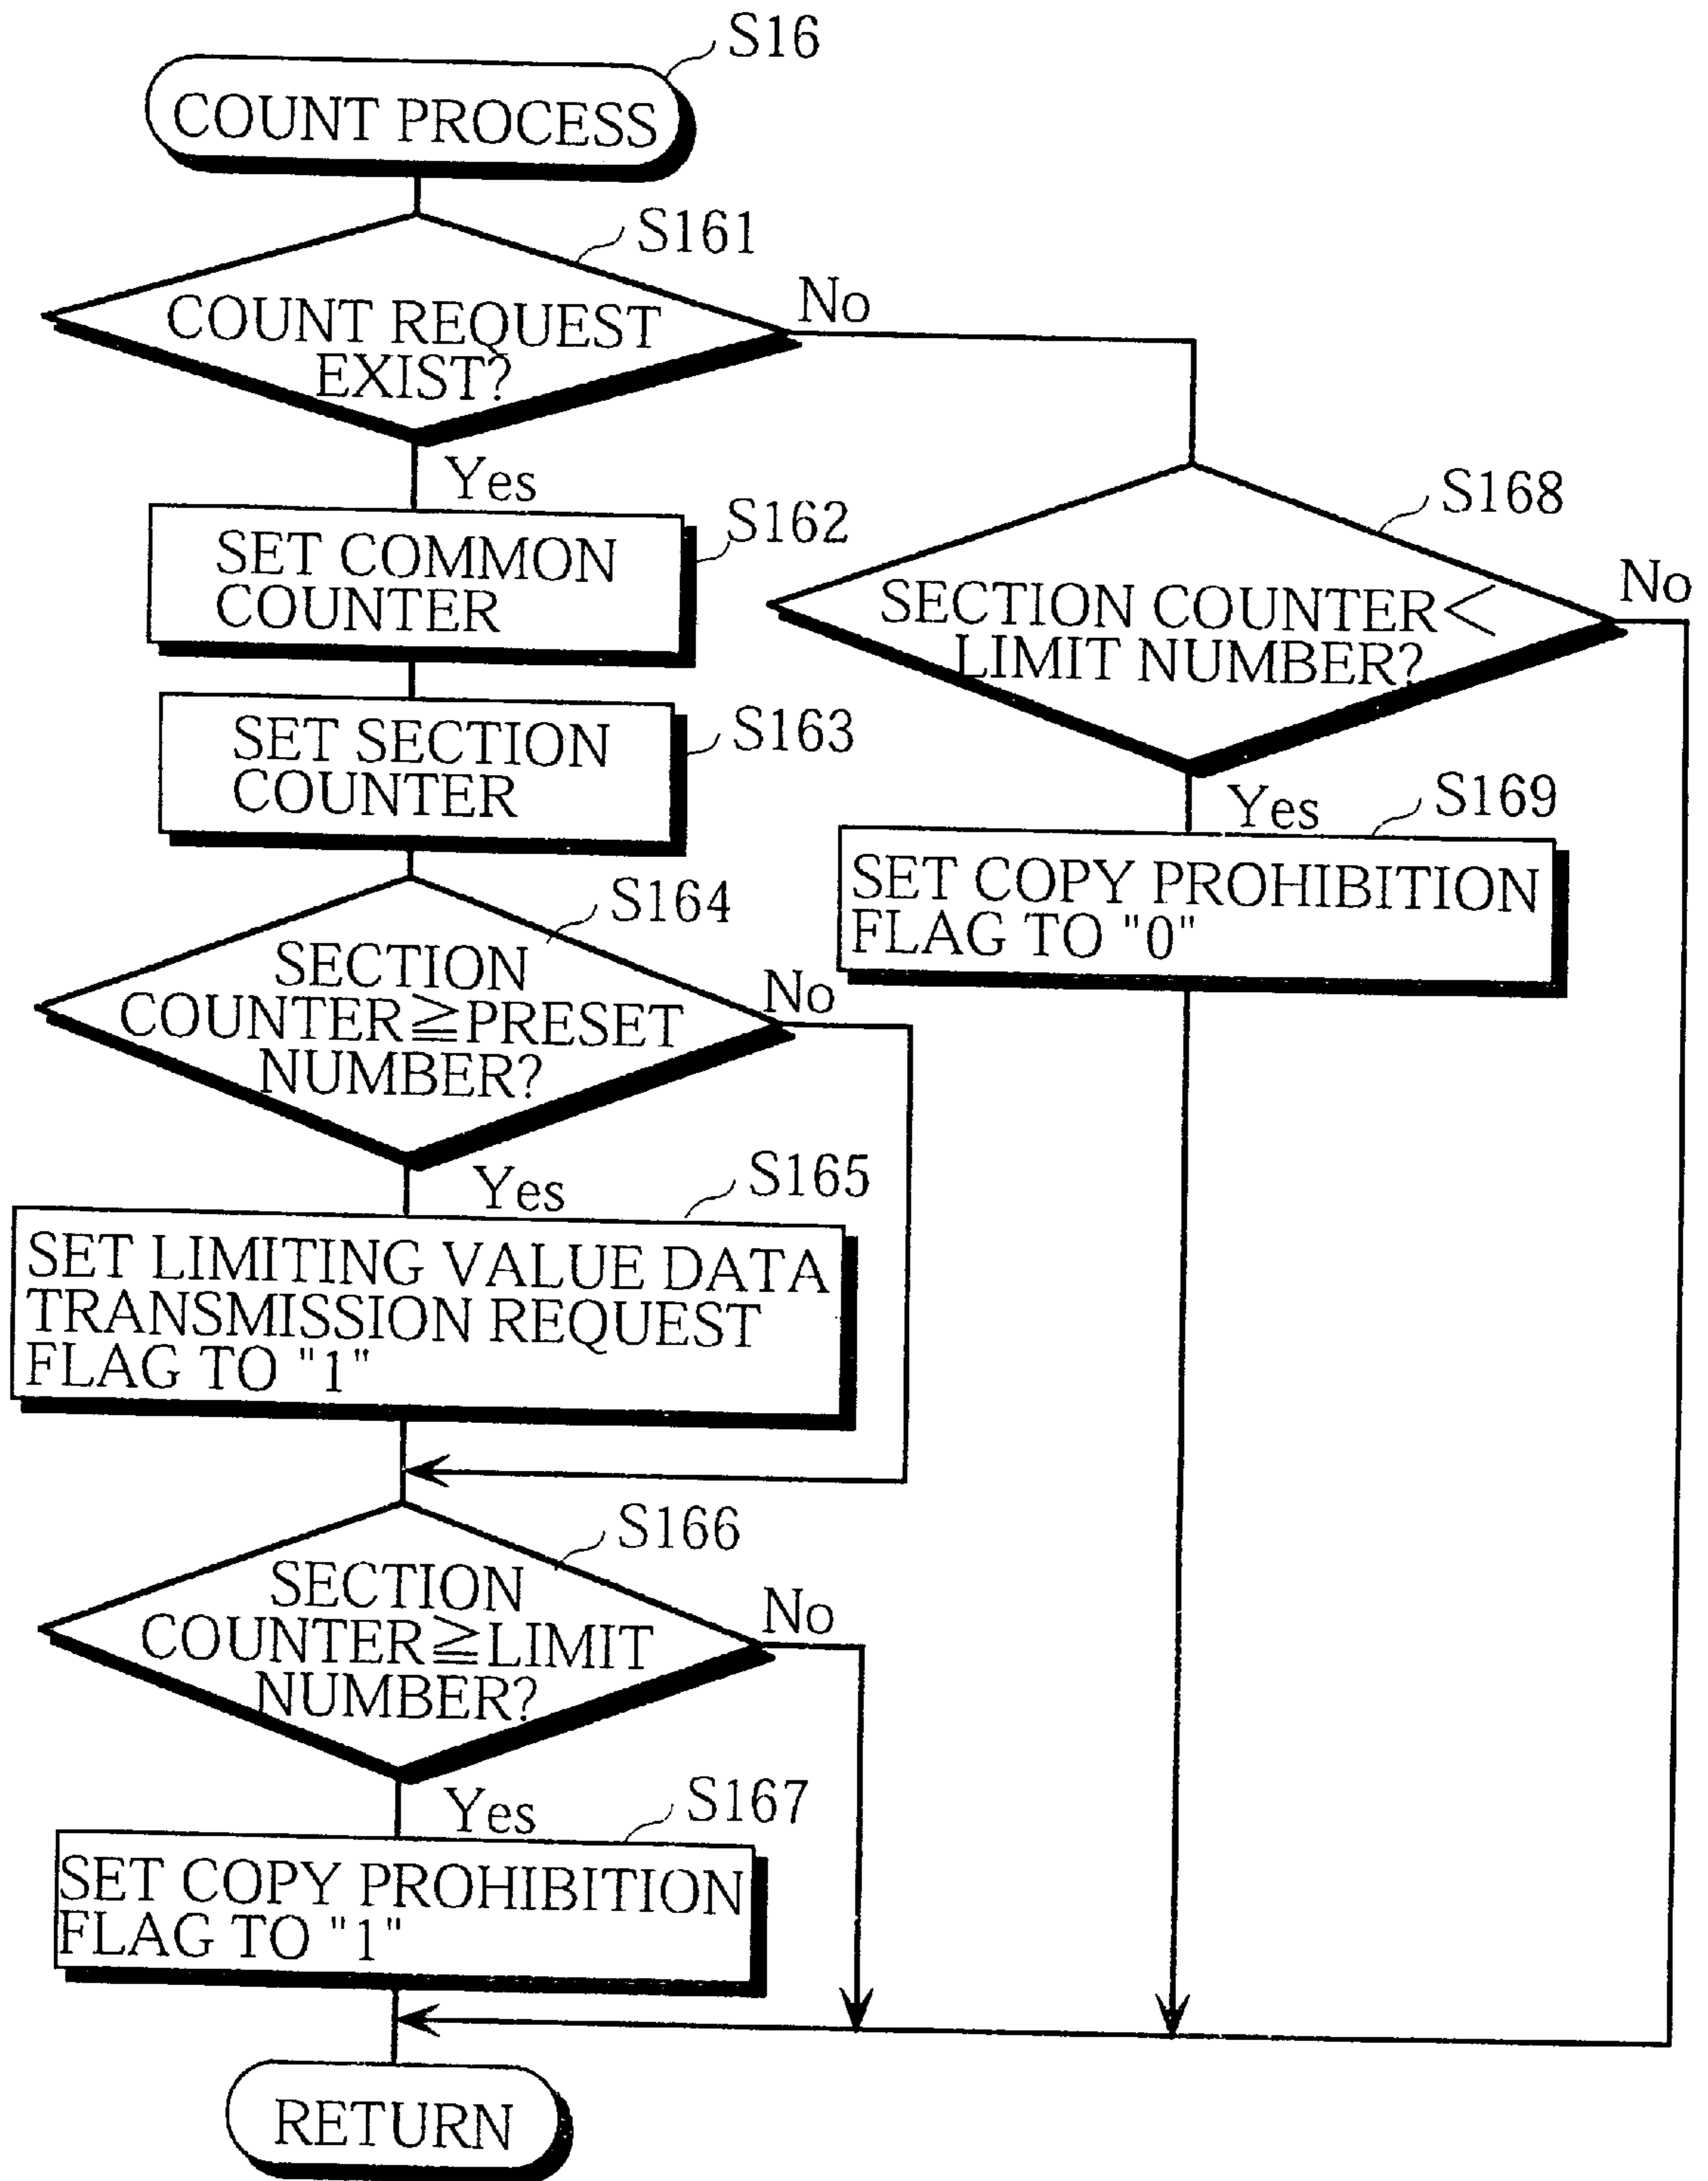 S16
COUNT PROCESS
S161
COUNT REQUEST
EXIST?
No
Yes
S162
SET COMMON
COUNTER
S163
SET SECTION
COUNTER
S164
SECTION
COUNTER≧PRESET
NUMBER?
No
Yes
S165
SET LIMITING VALUE DATA
TRANSMISSION REQUEST
FLAG TO "1"
S166
SECTION
COUNTER≧LIMIT
NUMBER?
No
Yes
S167
SET COPY PROHIBITION
FLAG TO "1"
RETURN
S168
SECTION COUNTER<
LIMIT NUMBER?
No
Yes
S169
SET COPY PROHIBITION
FLAG TO "0"